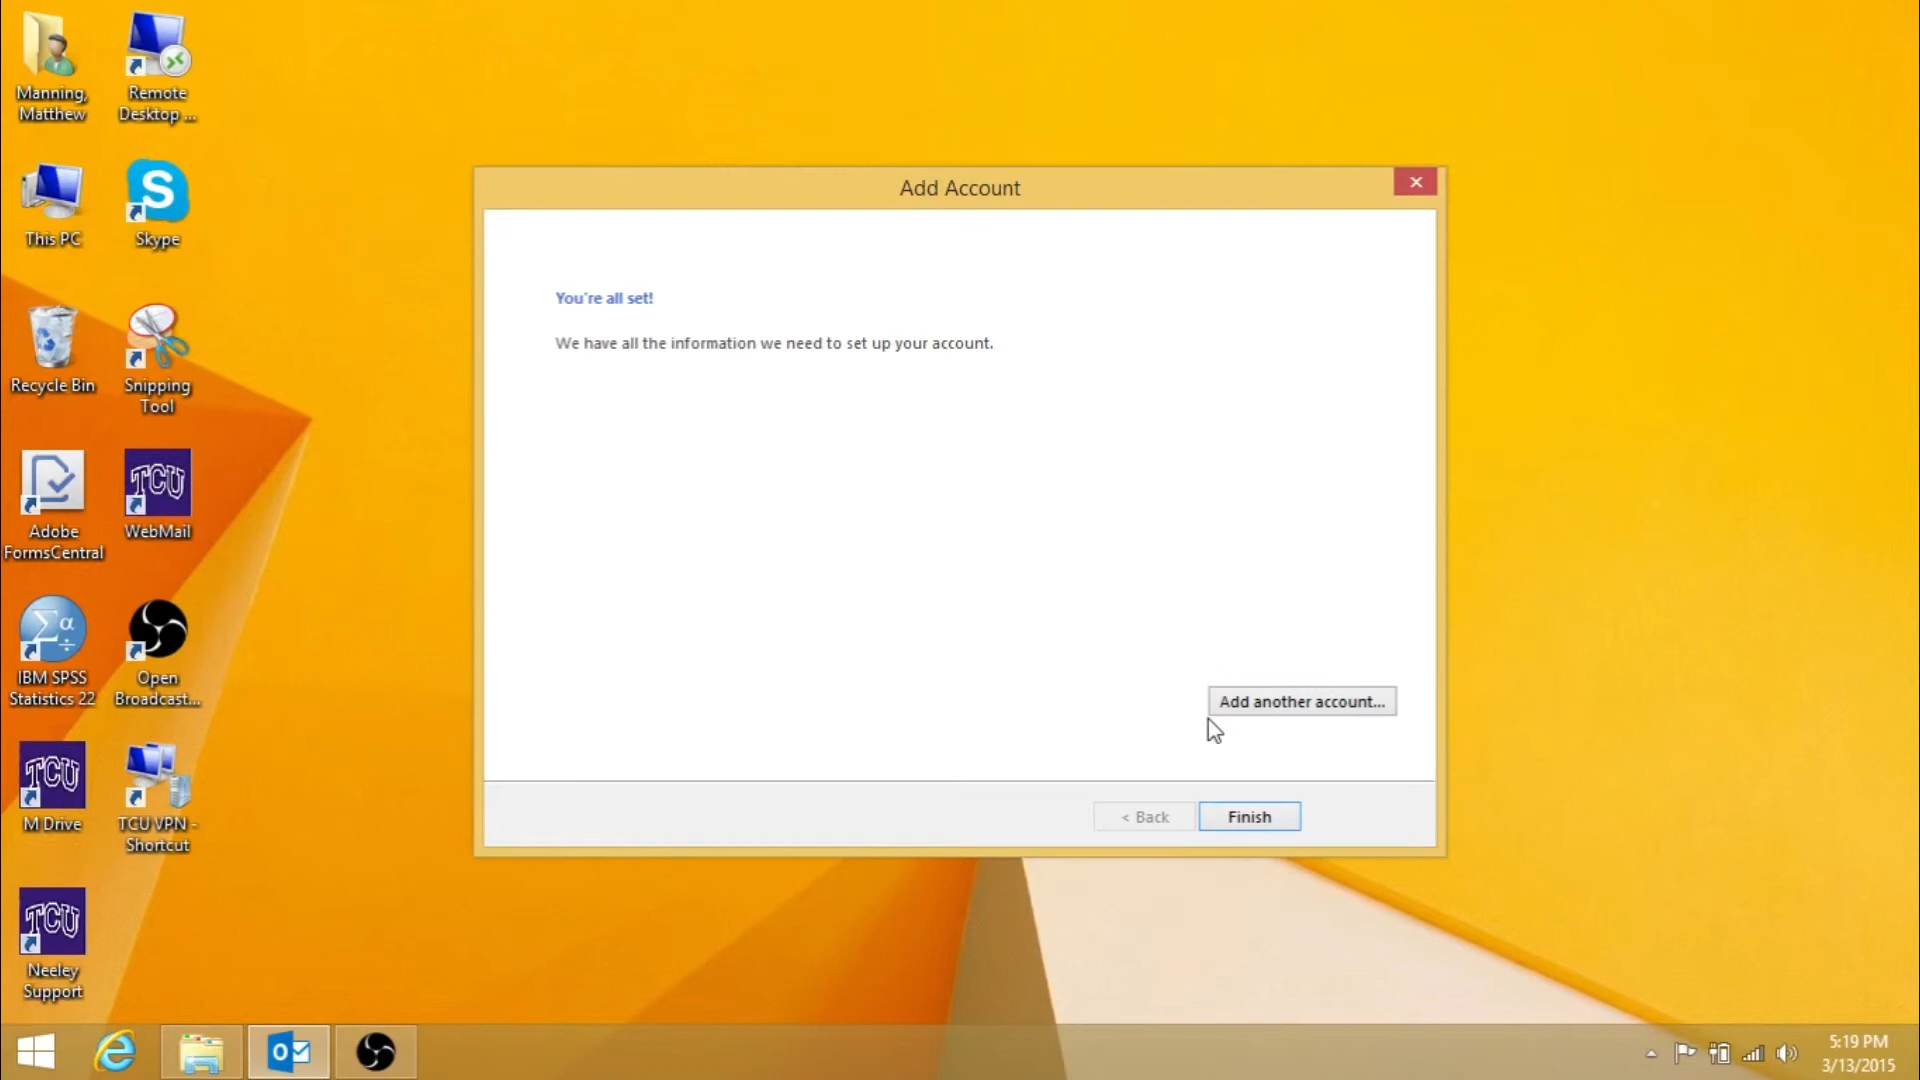 Manning,
Matthew
Remote
Desktop ...
This PC
S
Skype
Recycle Bin
Snipping
Tool
Adobe
FormsCentral
TCU
WebMail
Σ α
÷
IBM SPSS
Statistics 22
Open
Broadcast...
TCU
M Drive
TCU VPN -
Shortcut
TCU
Neeley
Support
Add Account
You're all set!
We have all the information we need to set up your account.
Add another account...
< Back
Finish
5:19 PM
3/13/2015